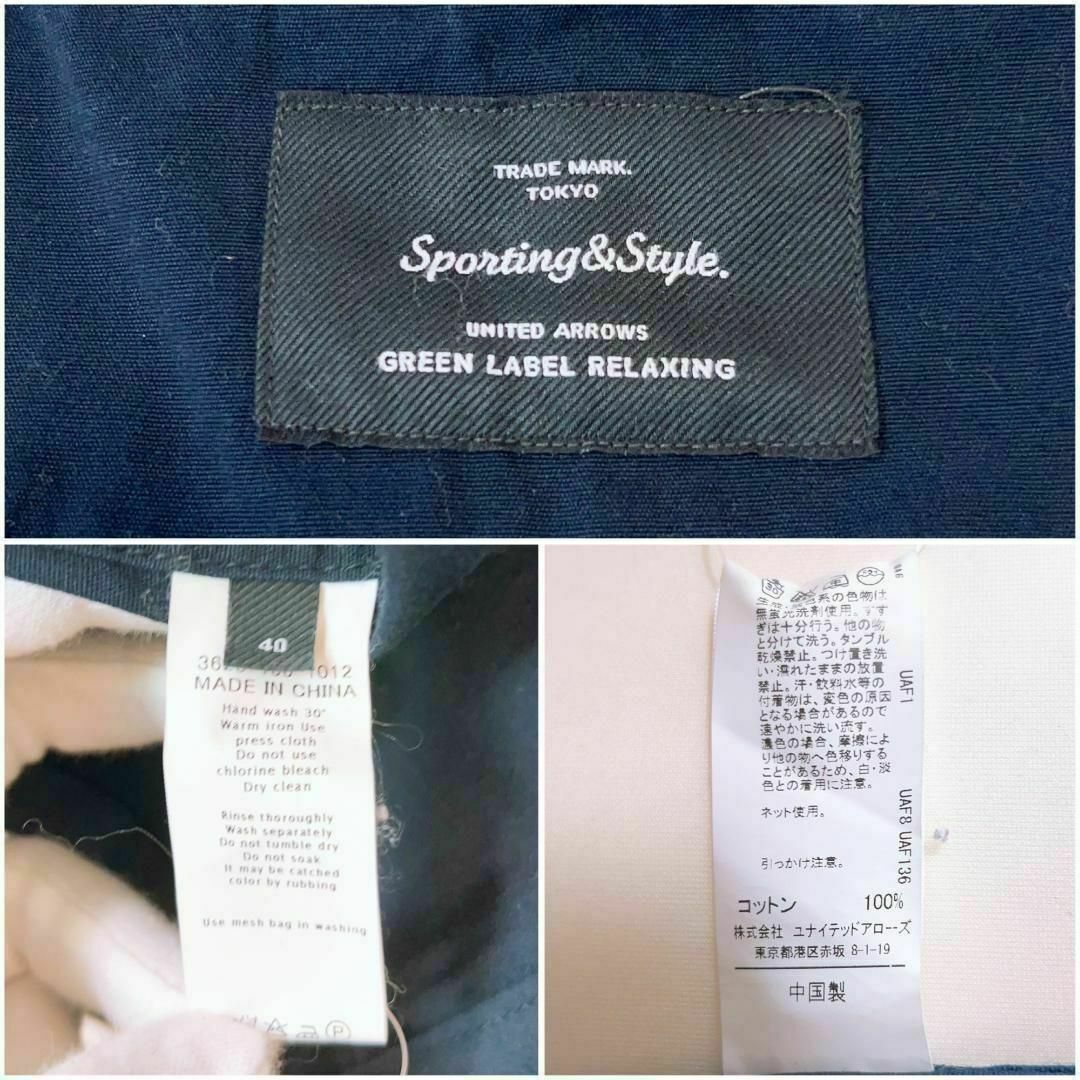 TRADE MARK.
TOKYO
Sporting&Style.
UNITED ARROWS
GREEN LABEL RELAXING
40
1012
MADE IN CHINA
Hand wash 30°
Warm iron Use
press cloth
Do not use
chlorine bleach
Dry clean
Rinse thoroughly
Wash separately
Do not tumble dry
Do not soak
It may be catched
color by rubbing
Use mesh bag in washing
P
系の色物は
無蛍光洗剤使用。すす
ぎは十分行う。他の物
と分けて洗う。タンブル
乾燥禁止。つけ置き洗
い・濡れたままの放置
禁止。汗・飲料水等の
付着物は、変色の原因
となる場合があるので
速やかに洗い流す。
濃色の場合、摩擦によ
り他の物へ色移りする
ことがあるため、白・淡
色との着用に注意。
ネット使用。
引っかけ注意。
コットン 100%
株式会社 ユナイテッドアローズ
東京都港区赤坂 8-1-19
中国製
UAF1
UAF8 UAF136